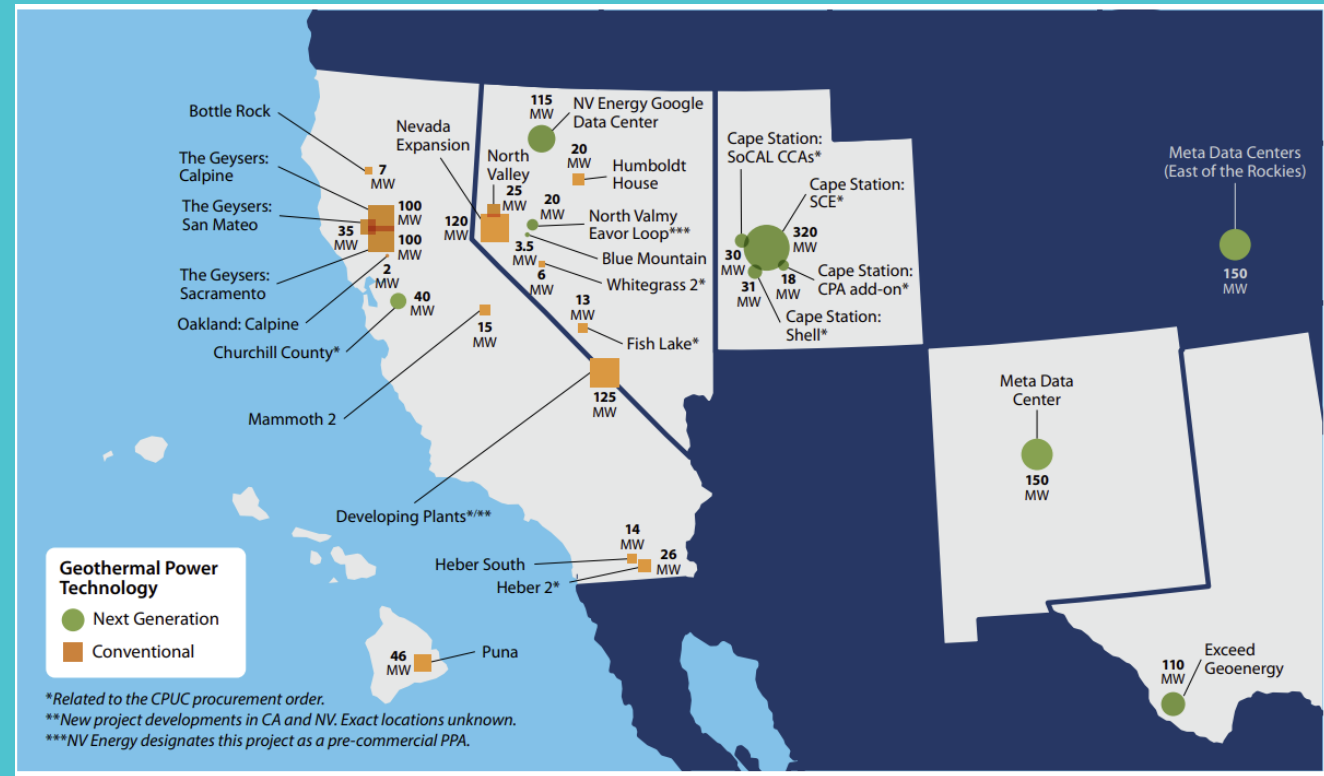 Bottle Rock
7
MW
The Geysers:
Calpine
100
MW
The Geysers:
San Mateo
35
MW
100
MW
The Geysers:
Sacramento
2
MW
Oakland: Calpine
40
MW
Churchill County*
Mammoth 2
15
MW
Nevada
Expansion
120
MW
North
Valley
25
MW
115
MW
NV Energy Google
Data Center
20
MW
Humboldt
House
20
MW
North Valmy
Eavor Loop***
3.5
MW
Blue Mountain
6
MW
Whitegrass 2*
13
MW
Fish Lake*
125
MW
Developing Plants*/**
Cape Station:
SoCAL CCAs*
30
MW
Cape Station:
SCE*
320
MW
18
MW
Cape Station:
CPA add-on*
31
MW
Cape Station:
Shell*
Meta Data Centers
(East of the Rockies)
150
MW
Meta Data
Center
150
MW
14
MW
Heber South
26
MW
Heber 2*
46
MW
Puna
110
MW
Exceed
Geoenergy
Geothermal Power
Technology
Next Generation
Conventional
*Related to the CPUC procurement order.
**New project developments in CA and NV. Exact locations unknown.
***NV Energy designates this project as a pre-commercial PPA.